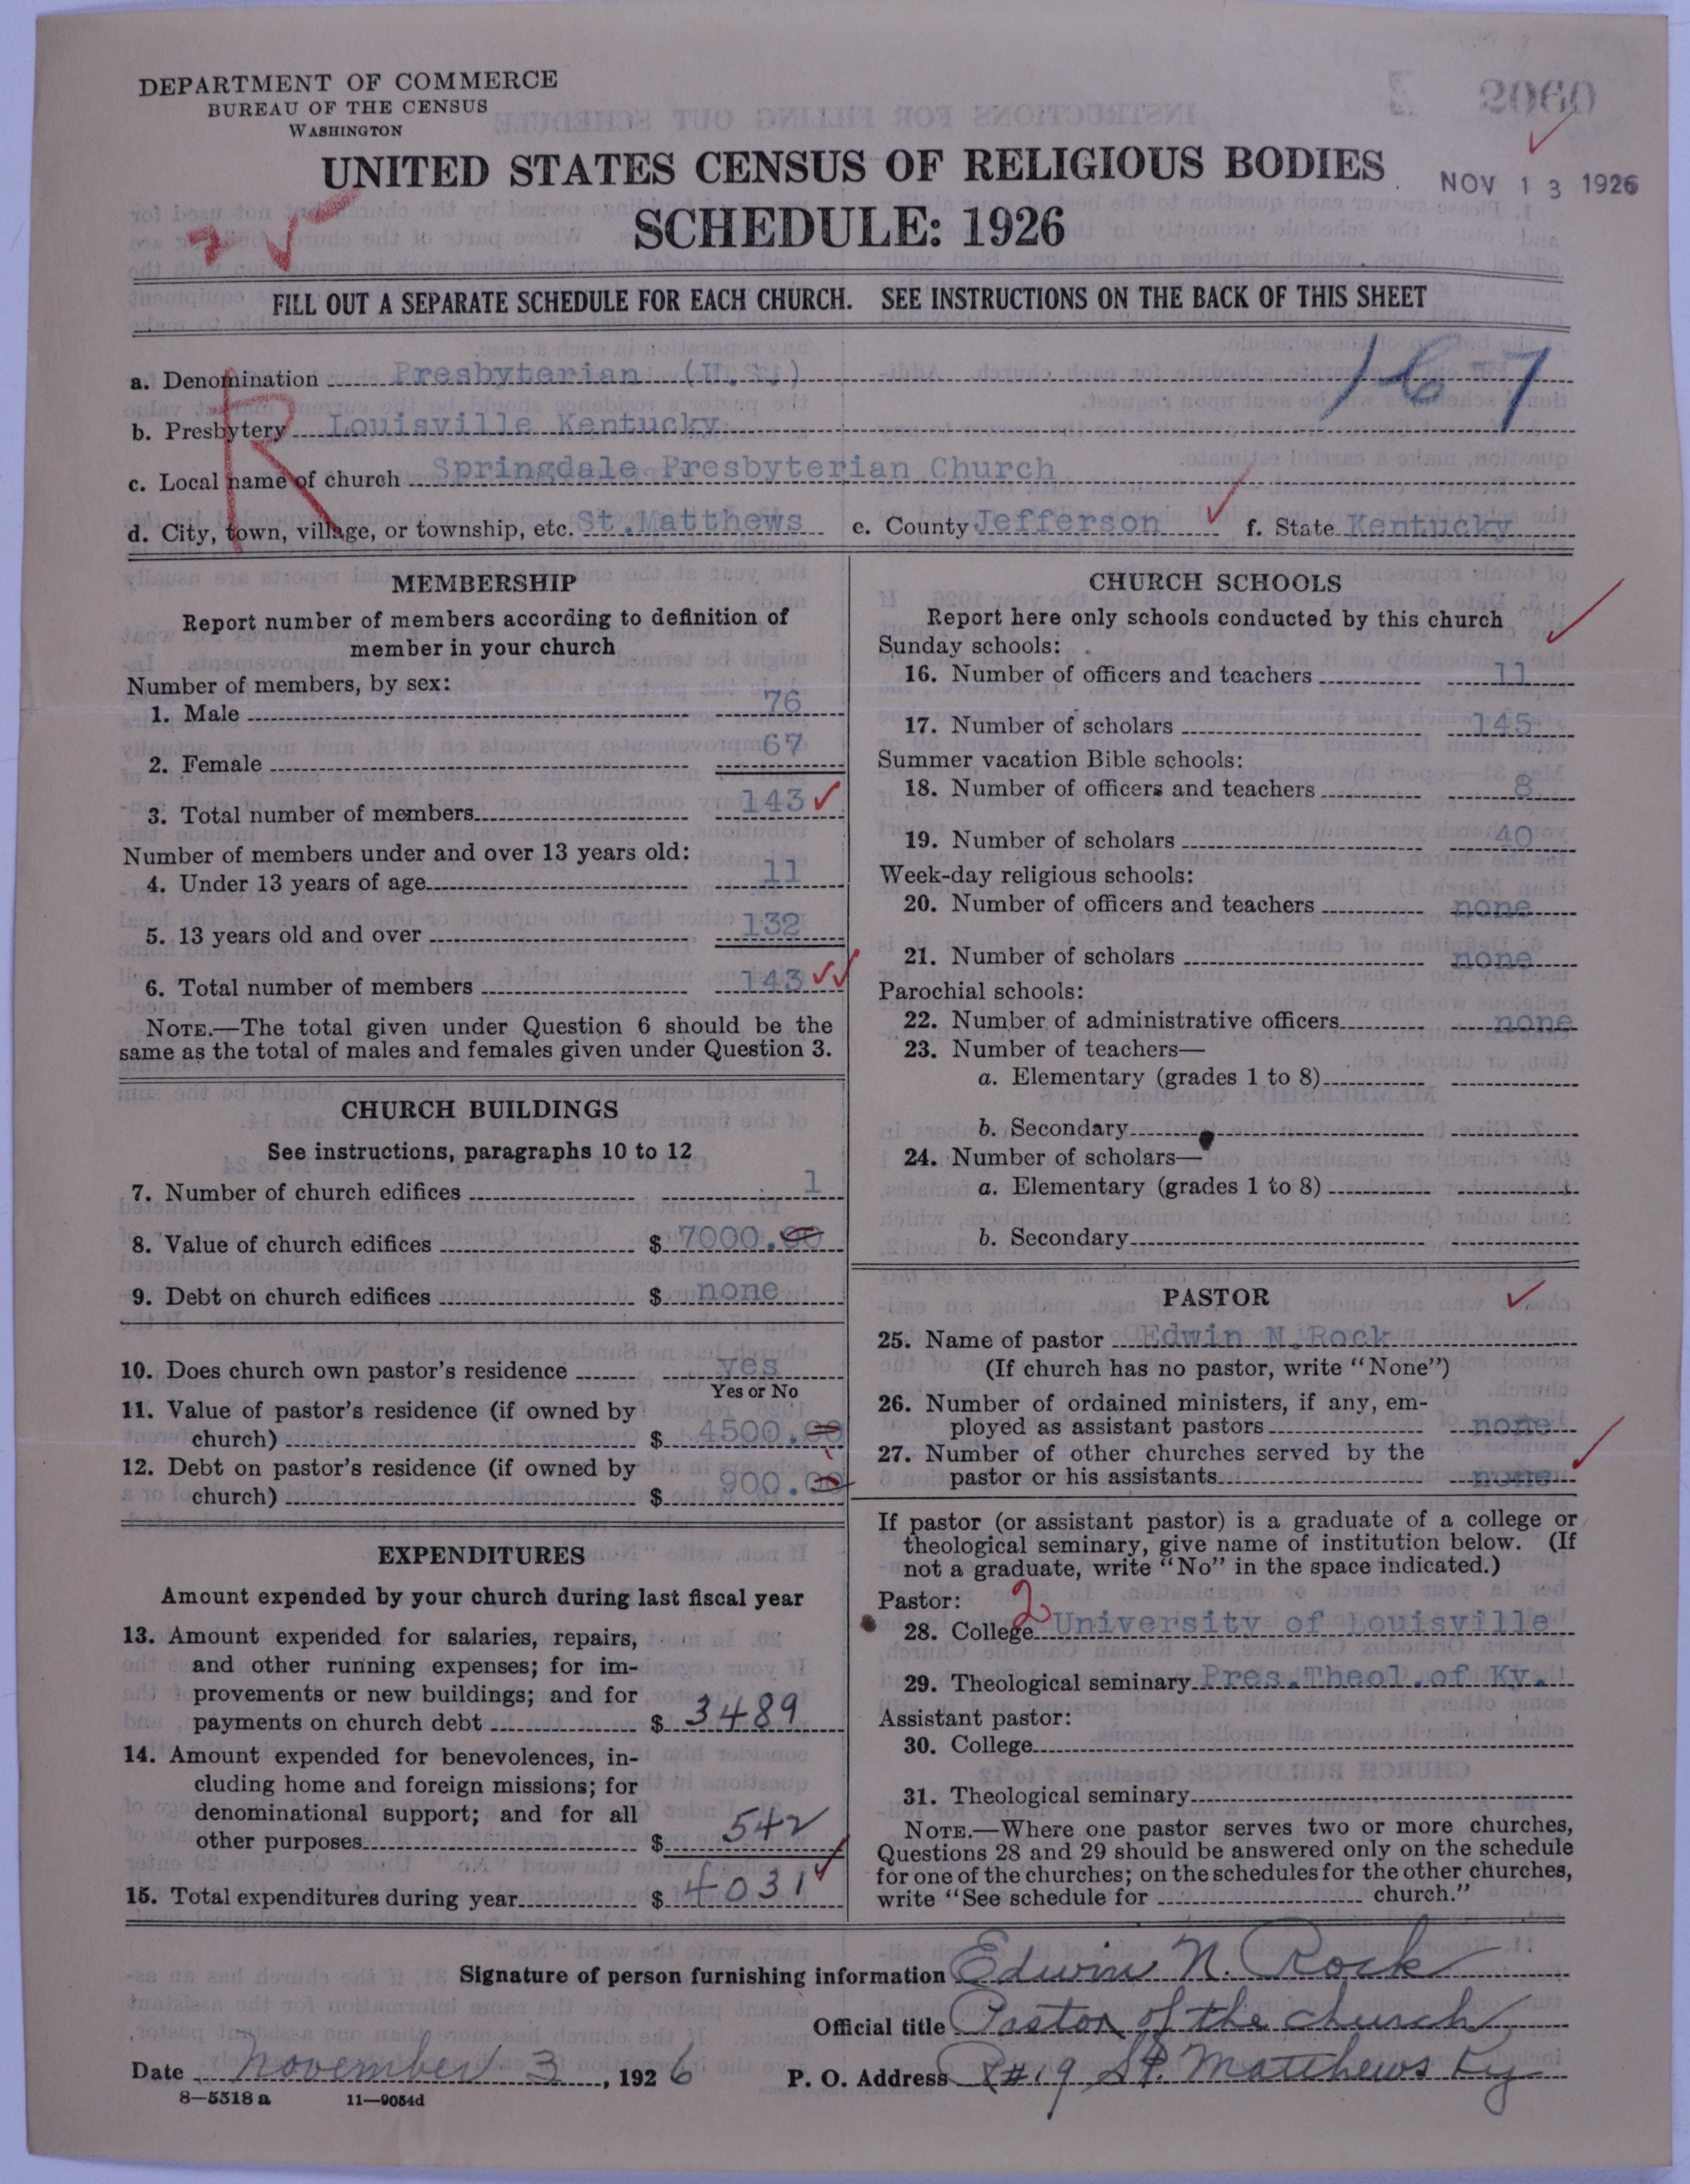 DEPARTMENT OF COMMERCE
BUREAU OF THE CENSUS
WASHINGTON
2060
UNITED STATES CENSUS OF RELIGIOUS BODIES
NOV 13 1926
SCHEDULE: 1926
FILL OUT A SEPARATE SCHEDULE FOR EACH CHURCH. SEE INSTRUCTIONS ON THE BACK OF THIS SHEET
167
a. Denomination Presbyterian (U.S.)
b. Presbytery Louisville Kentucky
R
c. Local name of church Springdale Presbyterian Church
d. City, town, village, or township, etc. St.Matthews e. County Jefferson f. State Kentucky
MEMBERSHIP
Report number of members according to definition of
member in your church
Number of members, by sex:
1. Male 76
2. Female 67
3. Total number of members 143
Number of members under and over 13 years old:
4. Under 13 years of age 11
5. 13 years old and over 132
6. Total number of members 143
NOTE.—The total given under Question 6 should be the
same as the total of males and females given under Question 3.
CHURCH BUILDINGS
See instructions, paragraphs 10 to 12
7. Number of church edifices 1
8. Value of church edifices $ 7000.00
9. Debt on church edifices $ none
10. Does church own pastor's residence yes
Yes or No
11. Value of pastor's residence (if owned by
church) $ 4500.00
12. Debt on pastor's residence (if owned by
church) $ 900.00
EXPENDITURES
Amount expended by your church during last fiscal year
13. Amount expended for salaries, repairs,
and other running expenses; for im-
provements or new buildings; and for
payments on church debt $ 3489
14. Amount expended for benevolences, in-
cluding home and foreign missions; for
denominational support; and for all
other purposes $ 542
15. Total expenditures during year $ 4031
CHURCH SCHOOLS
Report here only schools conducted by this church
Sunday schools:
16. Number of officers and teachers 11
17. Number of scholars 145
Summer vacation Bible schools:
18. Number of officers and teachers 8
19. Number of scholars 40
Week-day religious schools:
20. Number of officers and teachers none
21. Number of scholars none
Parochial schools:
22. Number of administrative officers none
23. Number of teachers—
a. Elementary (grades 1 to 8)
b. Secondary
24. Number of scholars—
a. Elementary (grades 1 to 8)
b. Secondary
PASTOR
25. Name of pastor Edwin N.Rock
(If church has no pastor, write "None")
26. Number of ordained ministers, if any, em-
ployed as assistant pastors none
27. Number of other churches served by the
pastor or his assistants none
If pastor (or assistant pastor) is a graduate of a college or
theological seminary, give name of institution below. (If
not a graduate, write "No" in the space indicated.)
Pastor: 2
28. College University of Louisville
29. Theological seminary Pres.Theol.of Ky.
Assistant pastor:
30. College
31. Theological seminary
NOTE.—Where one pastor serves two or more churches,
Questions 28 and 29 should be answered only on the schedule
for one of the churches; on the schedules for the other churches,
write "See schedule for church."
Signature of person furnishing information Edwin N. Rock
Official title Pastor of the church
Date November 3, 1926 P. O. Address R#19 St. Matthews Ky
8—5518 a 11—9054d